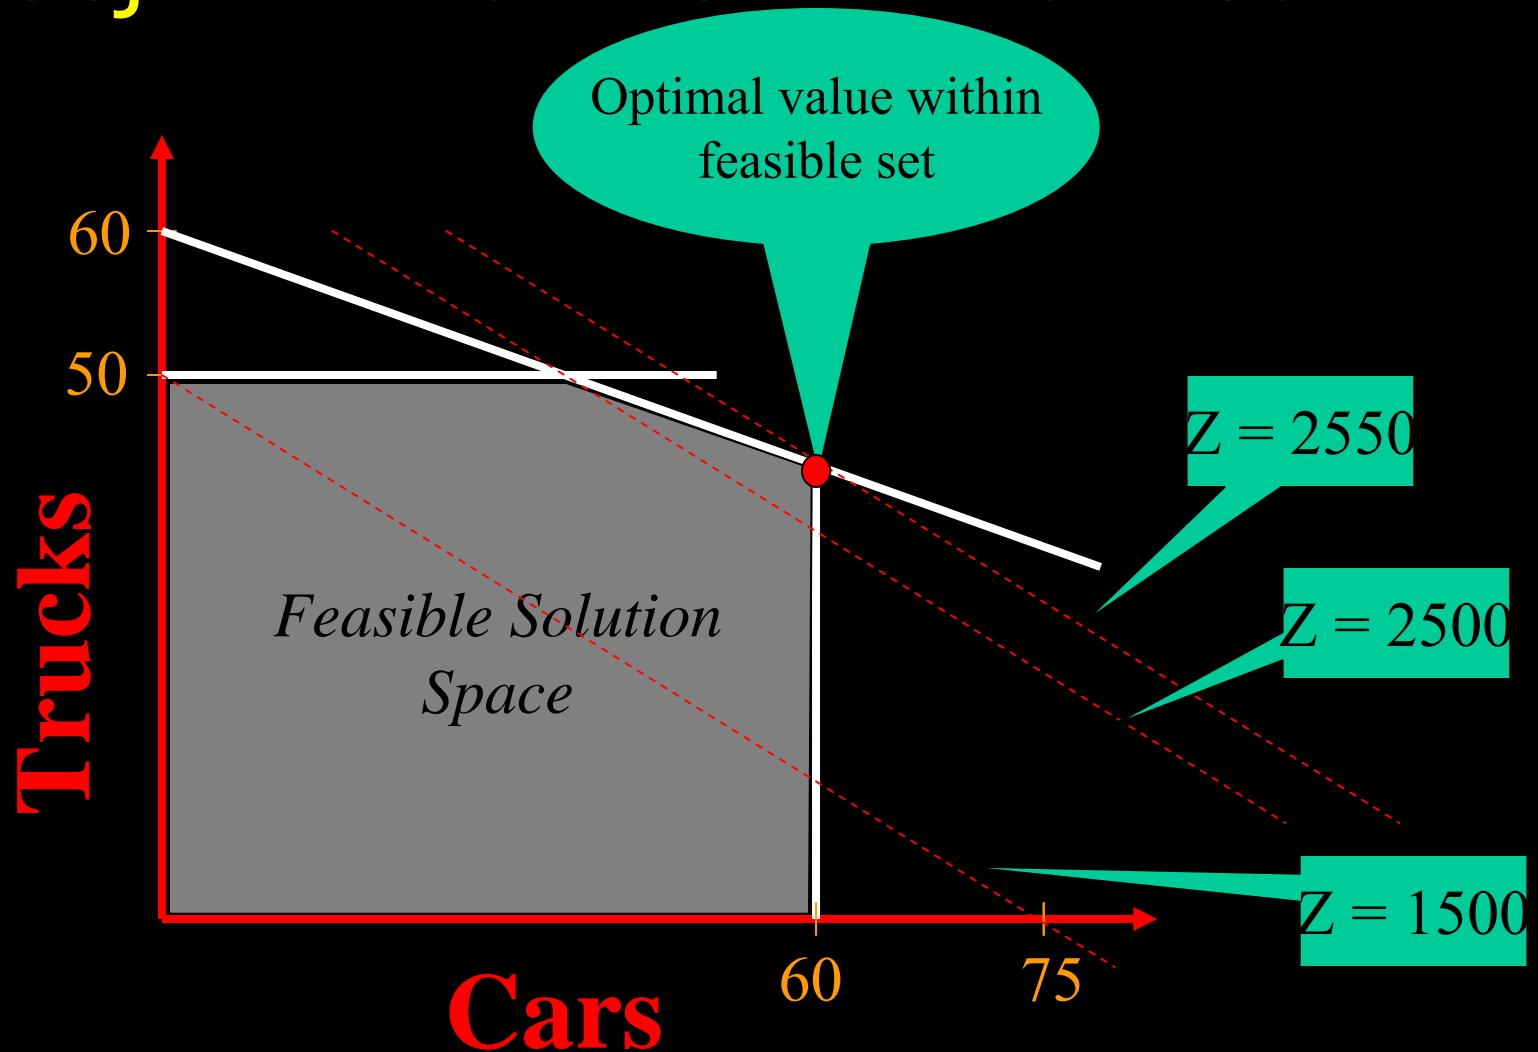 Optimal value within
feasible set
60
50
Z = 2550
Z = 2500
Trucks
Feasible Solution
Space
Z = 1500
60
75
Cars